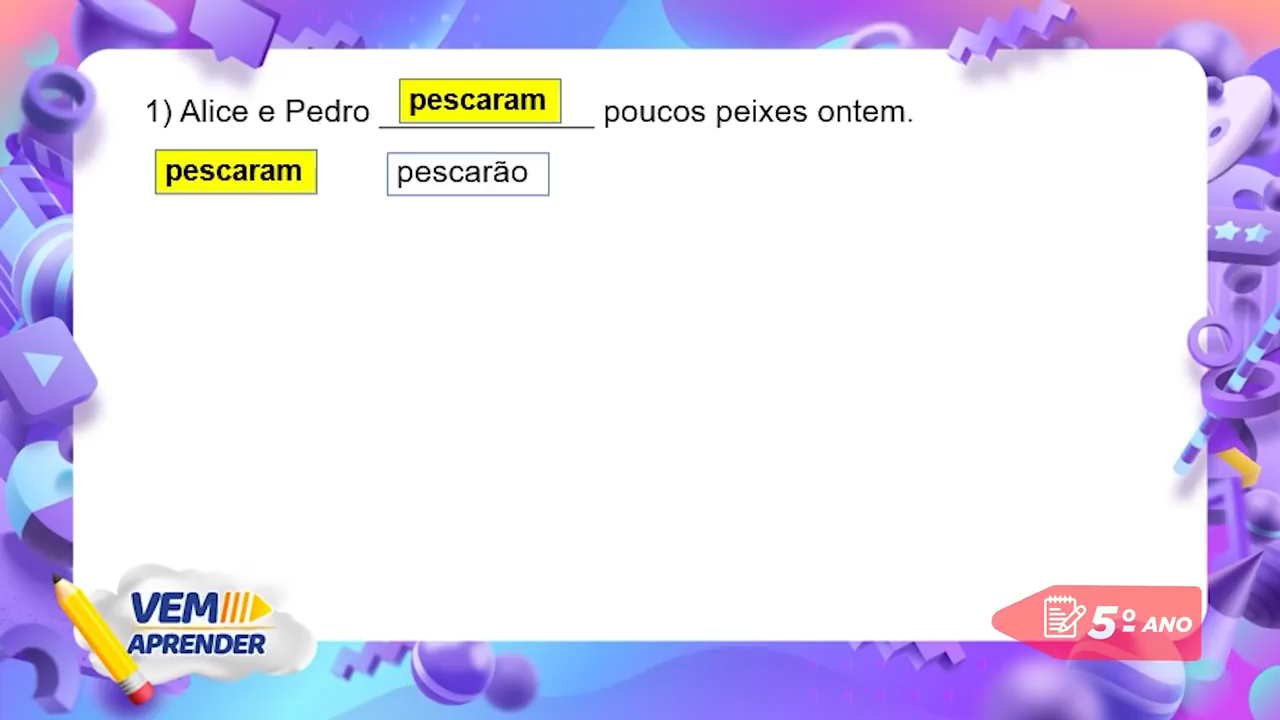 1) Alice e Pedro pescaram poucos peixes ontem.
pescaram pescarão
VEM
APRENDER
5º ANO